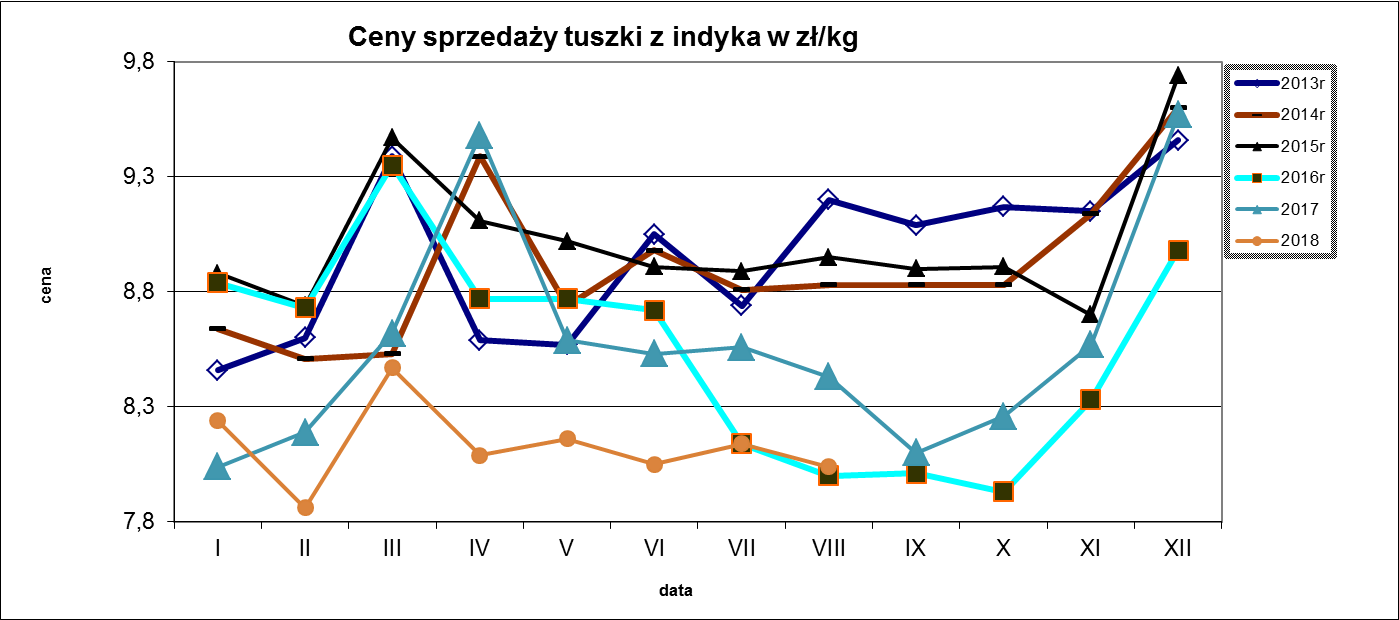 Ceny sprzedaży tuszki z indyka w zł/kg
9,8
9,3
8,8
8,3
7,8
cena
I II III IV V VI VII VIII IX X XI XII
data
2013r
2014r
2015r
2016r
2017
2018